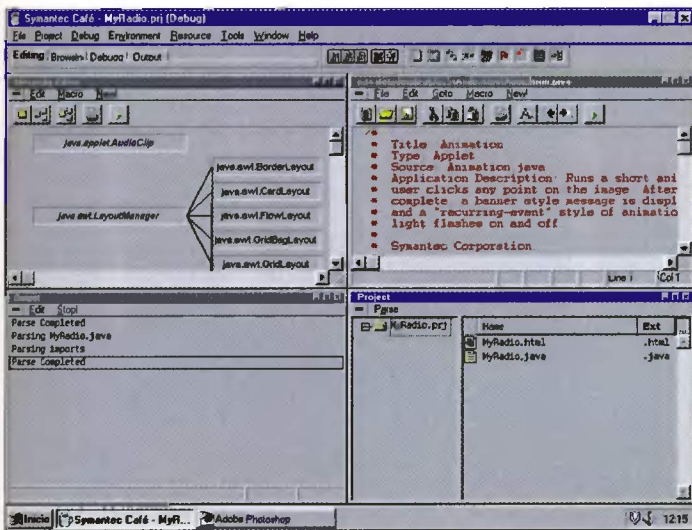 Symantec Café - MyRadio.prj (Debug)
File Project Debug Environment Resource Tools Window Help
Editing Browsing Debugg Output
Edit Macro New!
java.applet.AudioClip
java.awt.BorderLayout
java.awt.CardLayout
java.awt.LayoutManager
java.awt.FlowLayout
java.awt.GridBagLayout
java.awt.GridLayout
File Edit Goto Macro New!
/*
* Title Animation
* Type Applet
* Source Animation java
* Application Description Runs a short ani
* user clicks any point on the image After
* complete a banner style message is displ
* and a "recurring-event" style of animatio
* light flashes on and off
*
* Symantec Corporation
Line 1 Col 1
Edit Stop!
Parse Completed
Parsing MyRadio.java
Parsing imports
Parse Completed
Project
Parse
MyRadio.prj
Name Ext
MyRadio.html .html
MyRadio.java .java
Inicio Symantec Café - MyR... Adobe Photoshop 12:15